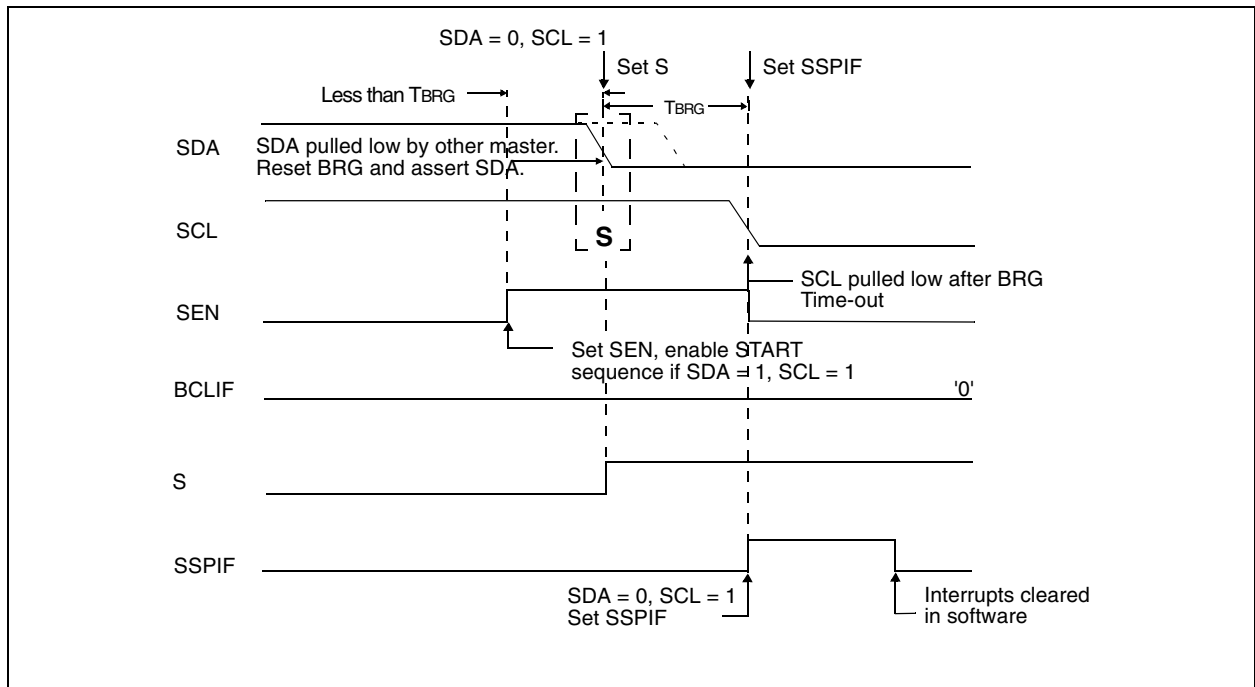 SDA = 0, SCL = 1
Set S
Set SSPIF
Less than TBRG
TBRG
SDA
SDA pulled low by other master.
Reset BRG and assert SDA.
SCL
S
SEN
SCL pulled low after BRG
Time-out
Set SEN, enable START
sequence if SDA = 1, SCL = 1
BCLIF
'0'
S
SSPIF
SDA = 0, SCL = 1
Set SSPIF
Interrupts cleared
in software